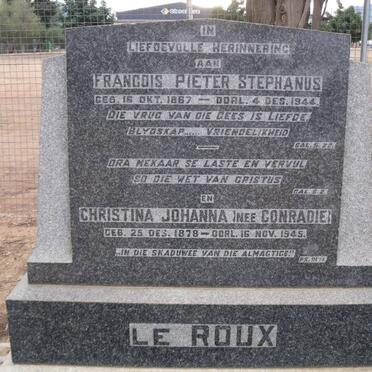 IN
LIEFDEVOLLE HERINNERING
AAN
FRANCOIS PIETER STEPHANUS
GEB. 16 OKT. 1867 — OORL. 4 DES. 1944.
DIE VRUG VAN DIE GEES IS LIEFDE
BLYDSKAP...... VRIENDELIKHEID
GAL. 5. 22.
DRA MEKAAR SE LASTE EN VERVUL
SO DIE WET VAN CRISTUS
GAL. 6. 2.
EN
CHRISTINA JOHANNA (NEE CONRADIE)
GEB. 25 DES. 1878 — OORL. 16 NOV. 1945.
„IN DIE SKADUWEE VAN DIE ALMAGTIGE"
LE ROUX